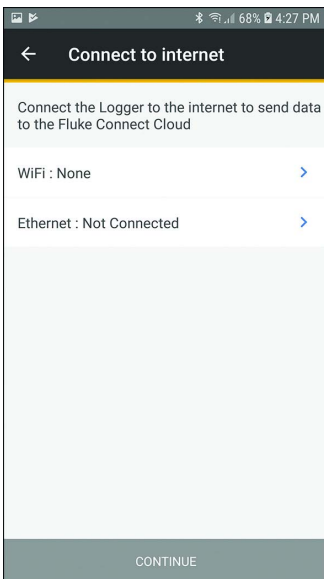 68% 4:27 PM
Connect to internet
Connect the Logger to the internet to send data
to the Fluke Connect Cloud
WiFi : None
Ethernet : Not Connected
CONTINUE